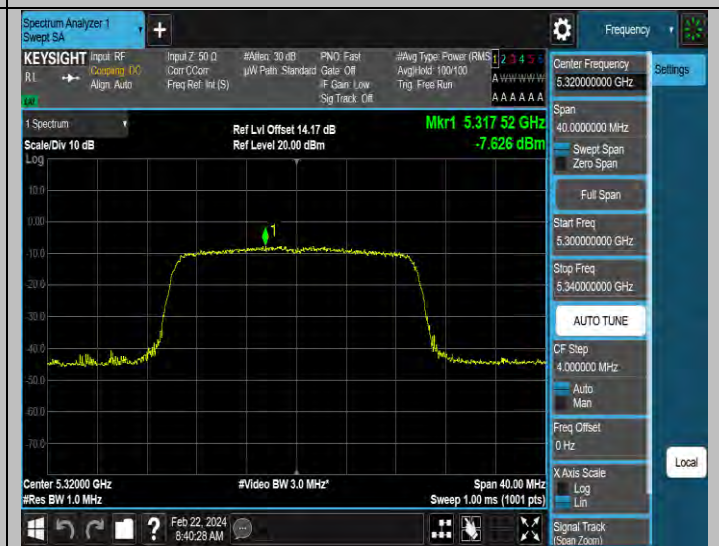 Spectrum Analyzer 1
Swept SA
+
Frequency
KEYSIGHT
RL
Input: RF
Coupling: DC
Align: Auto
Input Z: 50 Ω
Corr CCorr
Freq Ref: Int (S)
#Atten: 30 dB
µW Path: Standard
PNO: Fast
Gate: Off
IF Gain: Low
Sig Track: Off
#Avg Type: Power (RMS
Avg|Hold: 100/100
Trig: Free Run
1 2 3 4 5 6
A W W W W W
A A A A A A
1 Spectrum
Scale/Div 10 dB
Ref Lvl Offset 14.17 dB
Ref Level 20.00 dBm
Mkr1 5.317 52 GHz
-7.626 dBm
Log
10.0
0.00
-10.0
-20.0
-30.0
-40.0
-50.0
-60.0
-70.0
1
Center 5.32000 GHz
#Res BW 1.0 MHz
#Video BW 3.0 MHz*
Span 40.00 MHz
Sweep 1.00 ms (1001 pts)
Center Frequency
5.320000000 GHz
Settings
Span
40.0000000 MHz
Swept Span
Zero Span
Full Span
Start Freq
5.300000000 GHz
Stop Freq
5.340000000 GHz
AUTO TUNE
CF Step
4.000000 MHz
Auto
Man
Freq Offset
0 Hz
X Axis Scale
Log
Lin
Local
Signal Track
(Span Zoom)
?
Feb 22, 2024
8:40:28 AM